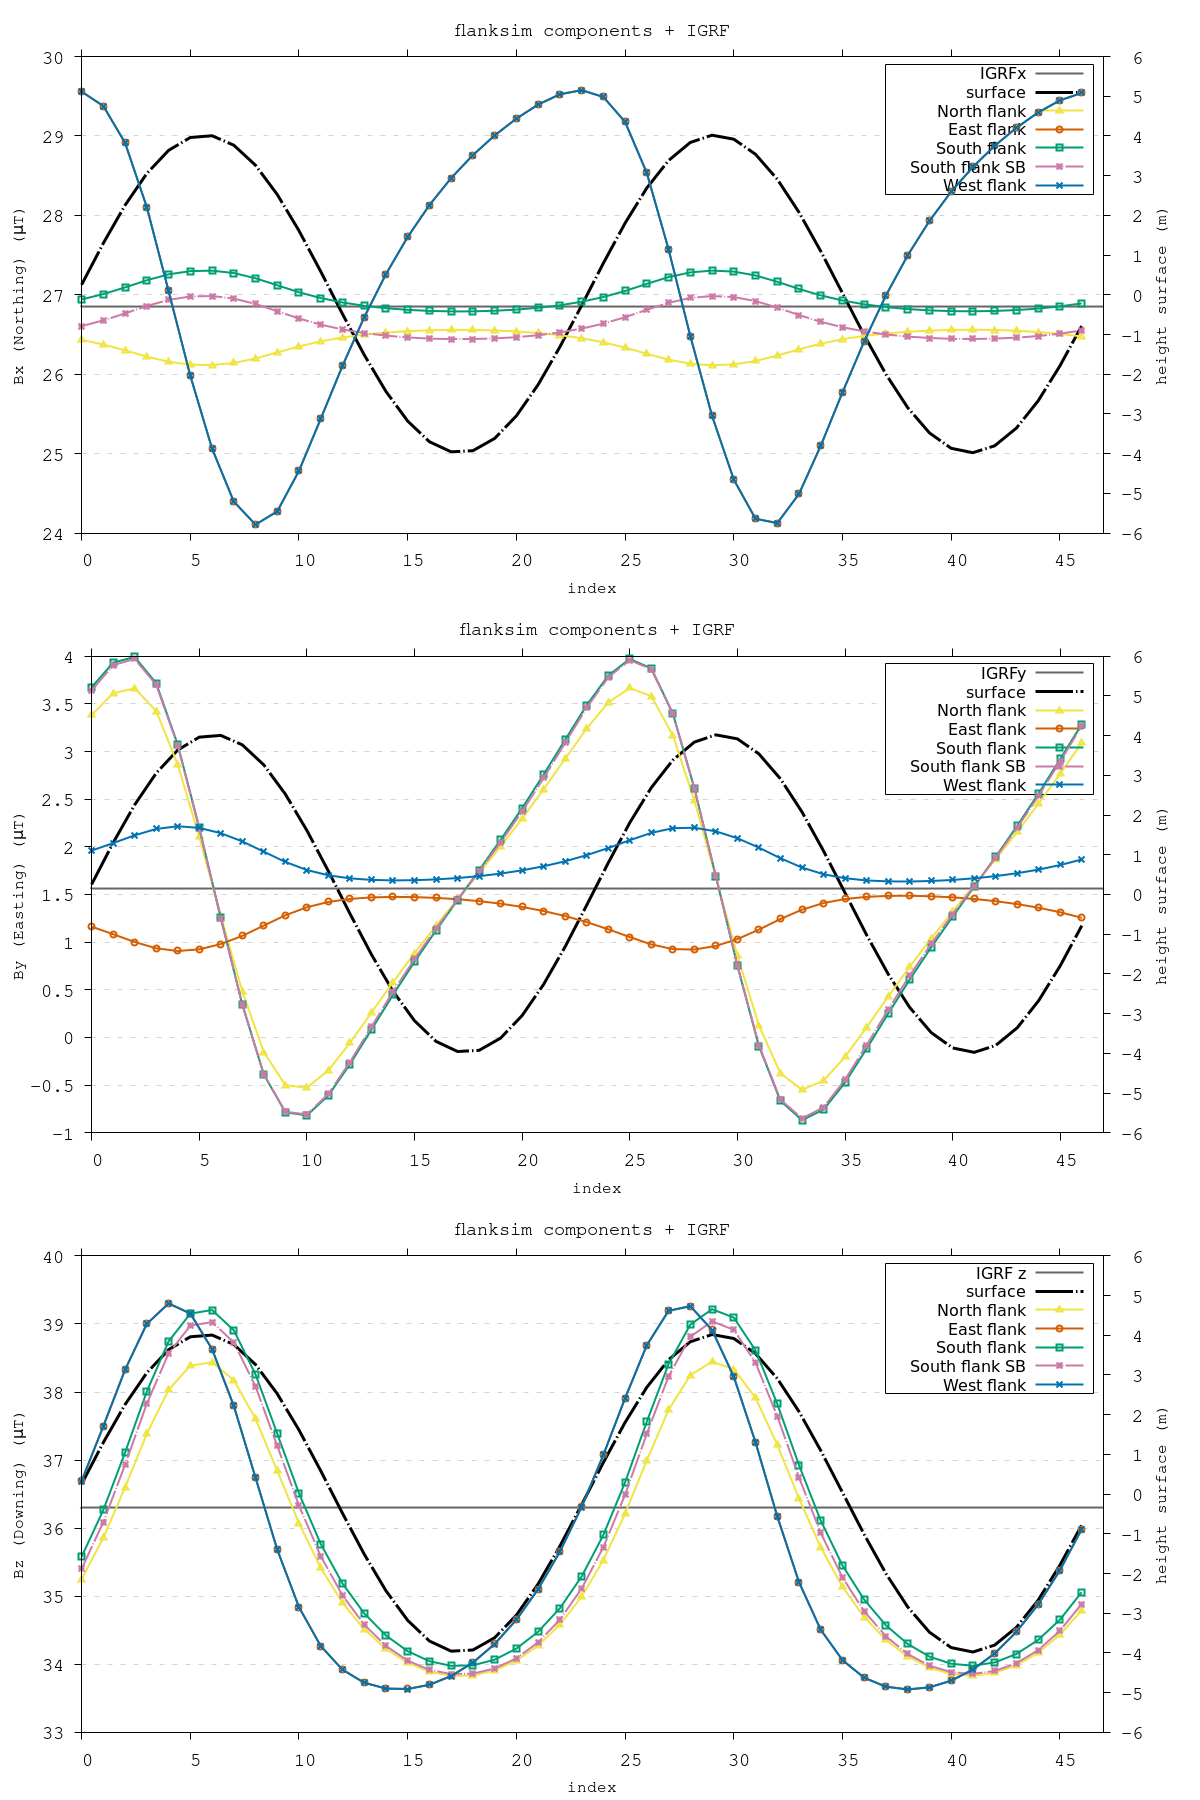 flanksim components + IGRF
30
29
28
27
26
25
24
6
5
4
3
2
1
0
−1
−2
−3
−4
−5
−6
Bx (Northing) (µT)
height surface (m)
IGRFx
surface
North flank
East flank
South flank
South flank SB
West flank
0 5 10 15 20 25 30 35 40 45
index
flanksim components + IGRF
4
3.5
3
2.5
2
1.5
1
0.5
0
−0.5
−1
6
5
4
3
2
1
0
−1
−2
−3
−4
−5
−6
By (Easting) (µT)
height surface (m)
IGRFy
surface
North flank
East flank
South flank
South flank SB
West flank
0 5 10 15 20 25 30 35 40 45
index
flanksim components + IGRF
40
39
38
37
36
35
34
33
6
5
4
3
2
1
0
−1
−2
−3
−4
−5
−6
Bz (Downing) (µT)
height surface (m)
IGRF z
surface
North flank
East flank
South flank
South flank SB
West flank
0 5 10 15 20 25 30 35 40 45
index